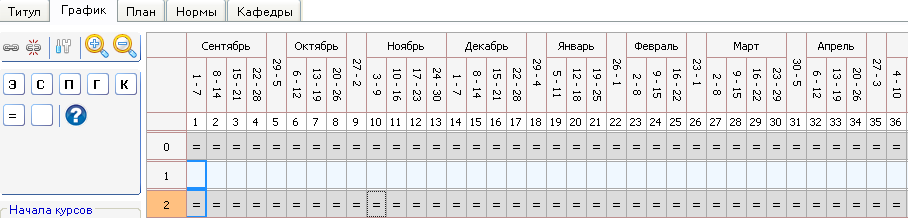 Титул График План Нормы Кафедры
Сентябрь Октябрь Ноябрь Декабрь Январь Февраль Март Апрель
1 - 7 8 - 14 15 - 21 22 - 28 29 - 5 6 - 12 13 - 19 20 - 26 27 - 2 3 - 9 10 - 16 17 - 23 24 - 30 1 - 7 8 - 14 15 - 21 22 - 28 29 - 4 5 - 11 12 - 18 19 - 25 26 - 1 2 - 8 9 - 15 16 - 22 23 - 1 2 - 8 9 - 15 16 - 22 23 - 29 30 - 5 6 - 12 13 - 19 20 - 26 27 - 3 4 - 10
Э С П Г К
= ?
1 2 3 4 5 6 7 8 9 10 11 12 13 14 15 16 17 18 19 20 21 22 23 24 25 26 27 28 29 30 31 32 33 34 35 36
0 = = = = = = = = = = = = = = = = = = = = = = = = = = = = = = = = = = = =
1
2 = = = = = = = = = = = = = = = = = = = = = = = = = = = = = = = = = = = =
Начала курсов